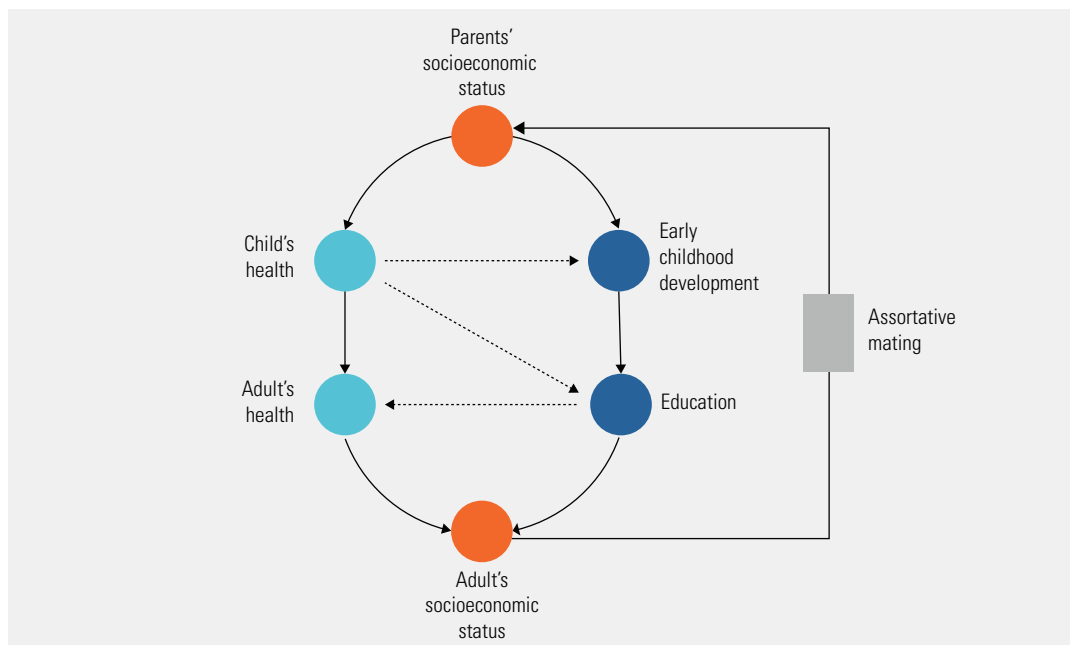 Parents'
socioeconomic
status
Child's
health
Early
childhood
development
Assortative
mating
Adult's
health
Education
Adult's
socioeconomic
status